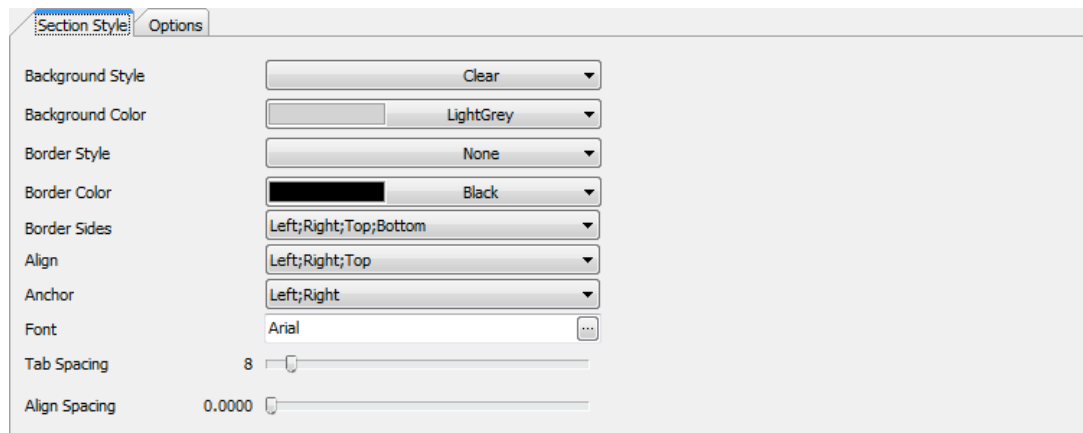 Section Style Options
Background Style Clear
Background Color LightGrey
Border Style None
Border Color Black
Border Sides Left;Right;Top;Bottom
Align Left;Right;Top
Anchor Left;Right
Font Arial ...
Tab Spacing 8
Align Spacing 0.0000